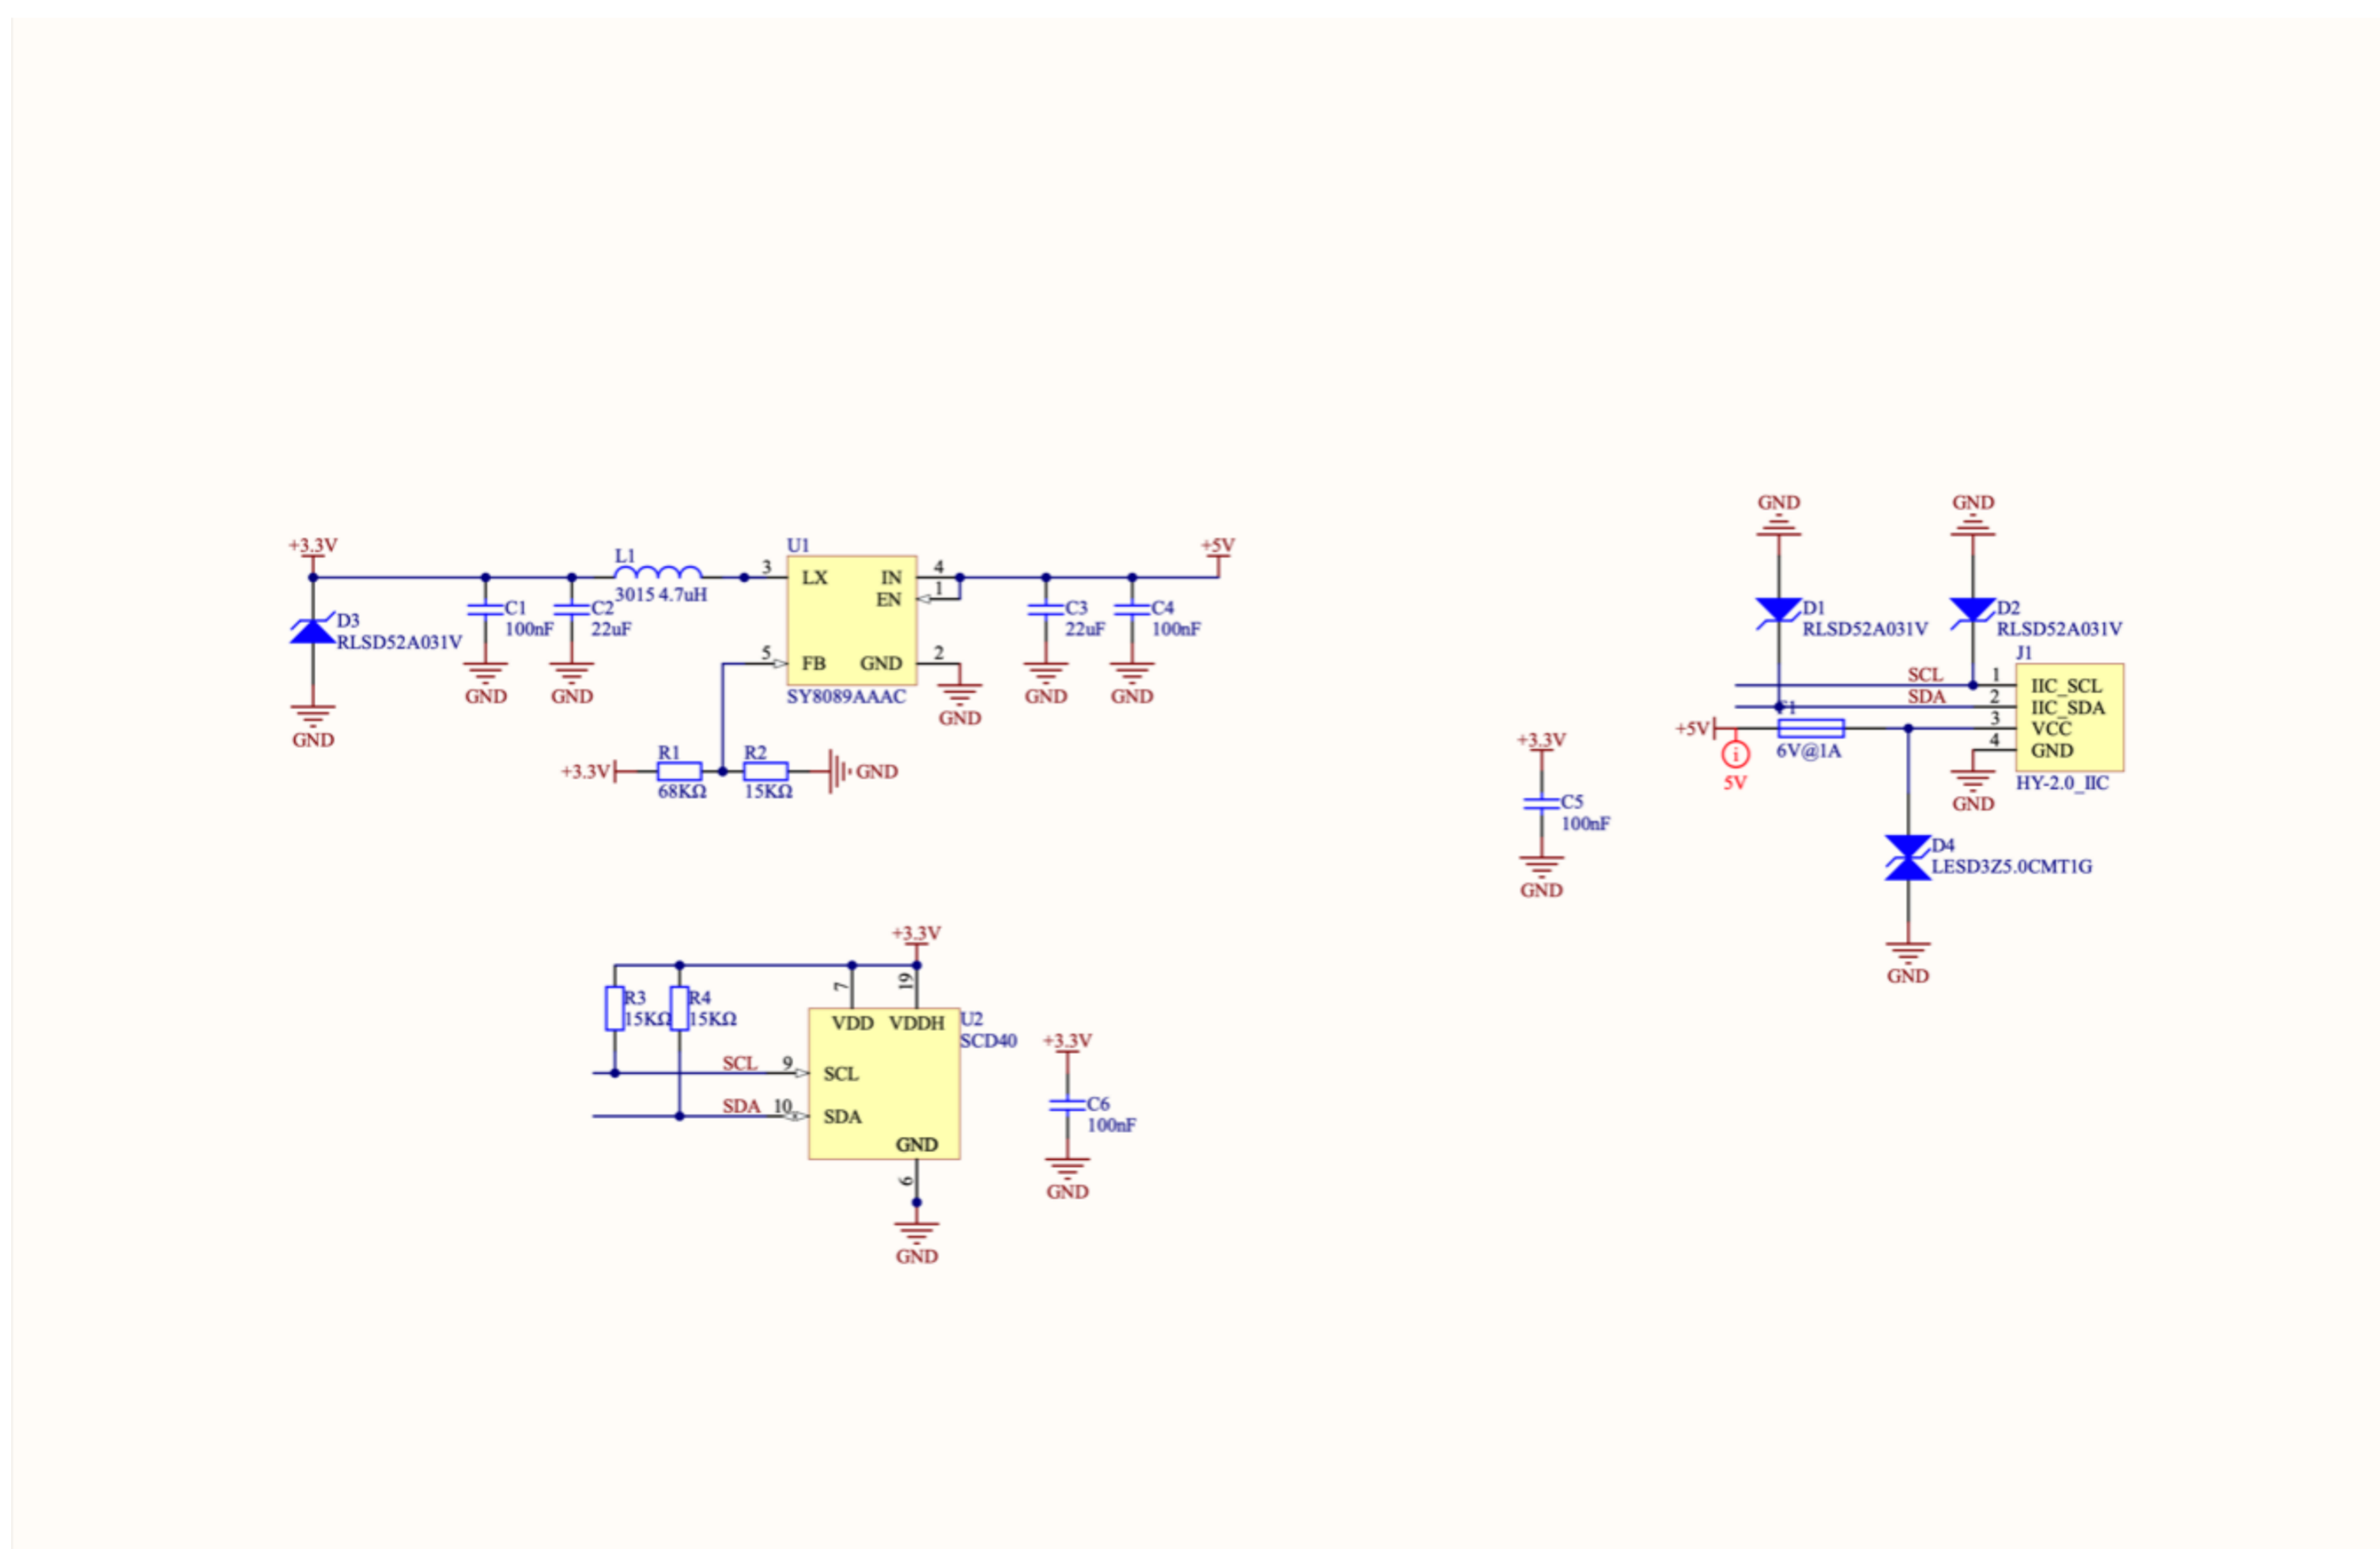 +3.3V
D3
RLSD52A031V
GND
C1
100nF
GND
C2
22uF
GND
L1
3015 4.7uH
U1
3
LX
IN
4
EN
1
5
FB
GND
2
SY8089AAAC
GND
C3
22uF
GND
C4
100nF
GND
+5V
+3.3V
R1
68KΩ
R2
15KΩ
GND
+3.3V
R3
15KΩ
R4
15KΩ
7
19
VDD
VDDH
U2
SCD40
SCL
9
SCL
SDA
10
SDA
GND
6
GND
+3.3V
C6
100nF
GND
+3.3V
C5
100nF
GND
GND
GND
D1
RLSD52A031V
D2
RLSD52A031V
J1
SCL
1
IIC_SCL
SDA
2
IIC_SDA
+5V
3
VCC
4
GND
6V@1A
i
5V
HY-2.0_IIC
GND
D4
LESD3Z5.0CMT1G
GND